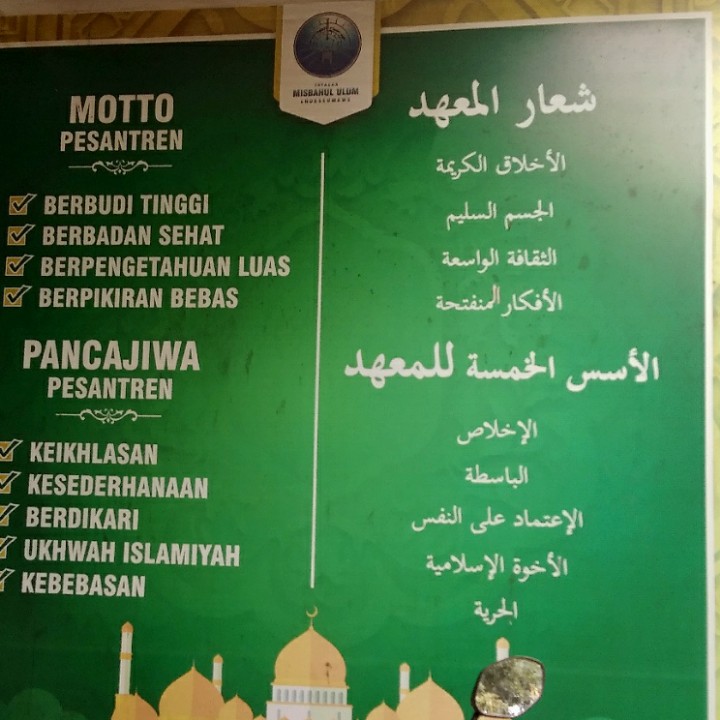 MISBAHUL ULUM
MOTTO
PESANTREN
BERBUDI TINGGI
BERBADAN SEHAT
BERPENGETAHUAN LUAS
BERPIKIRAN BEBAS
PANCAJIWA
PESANTREN
KEIKHLASAN
KESEDERHANAAN
BERDIKARI
UKHWAH ISLAMIYAH
KEBEBASAN
شعار المعهد
الأخلاق الكريمة
الجسم السليم
الثقافة الواسعة
الأفكار المنفتحة
الأسس الخمسة للمعهد
الإخلاص
الباسطة
الإعتماد على النفس
الأخوة الإسلامية
الحرية